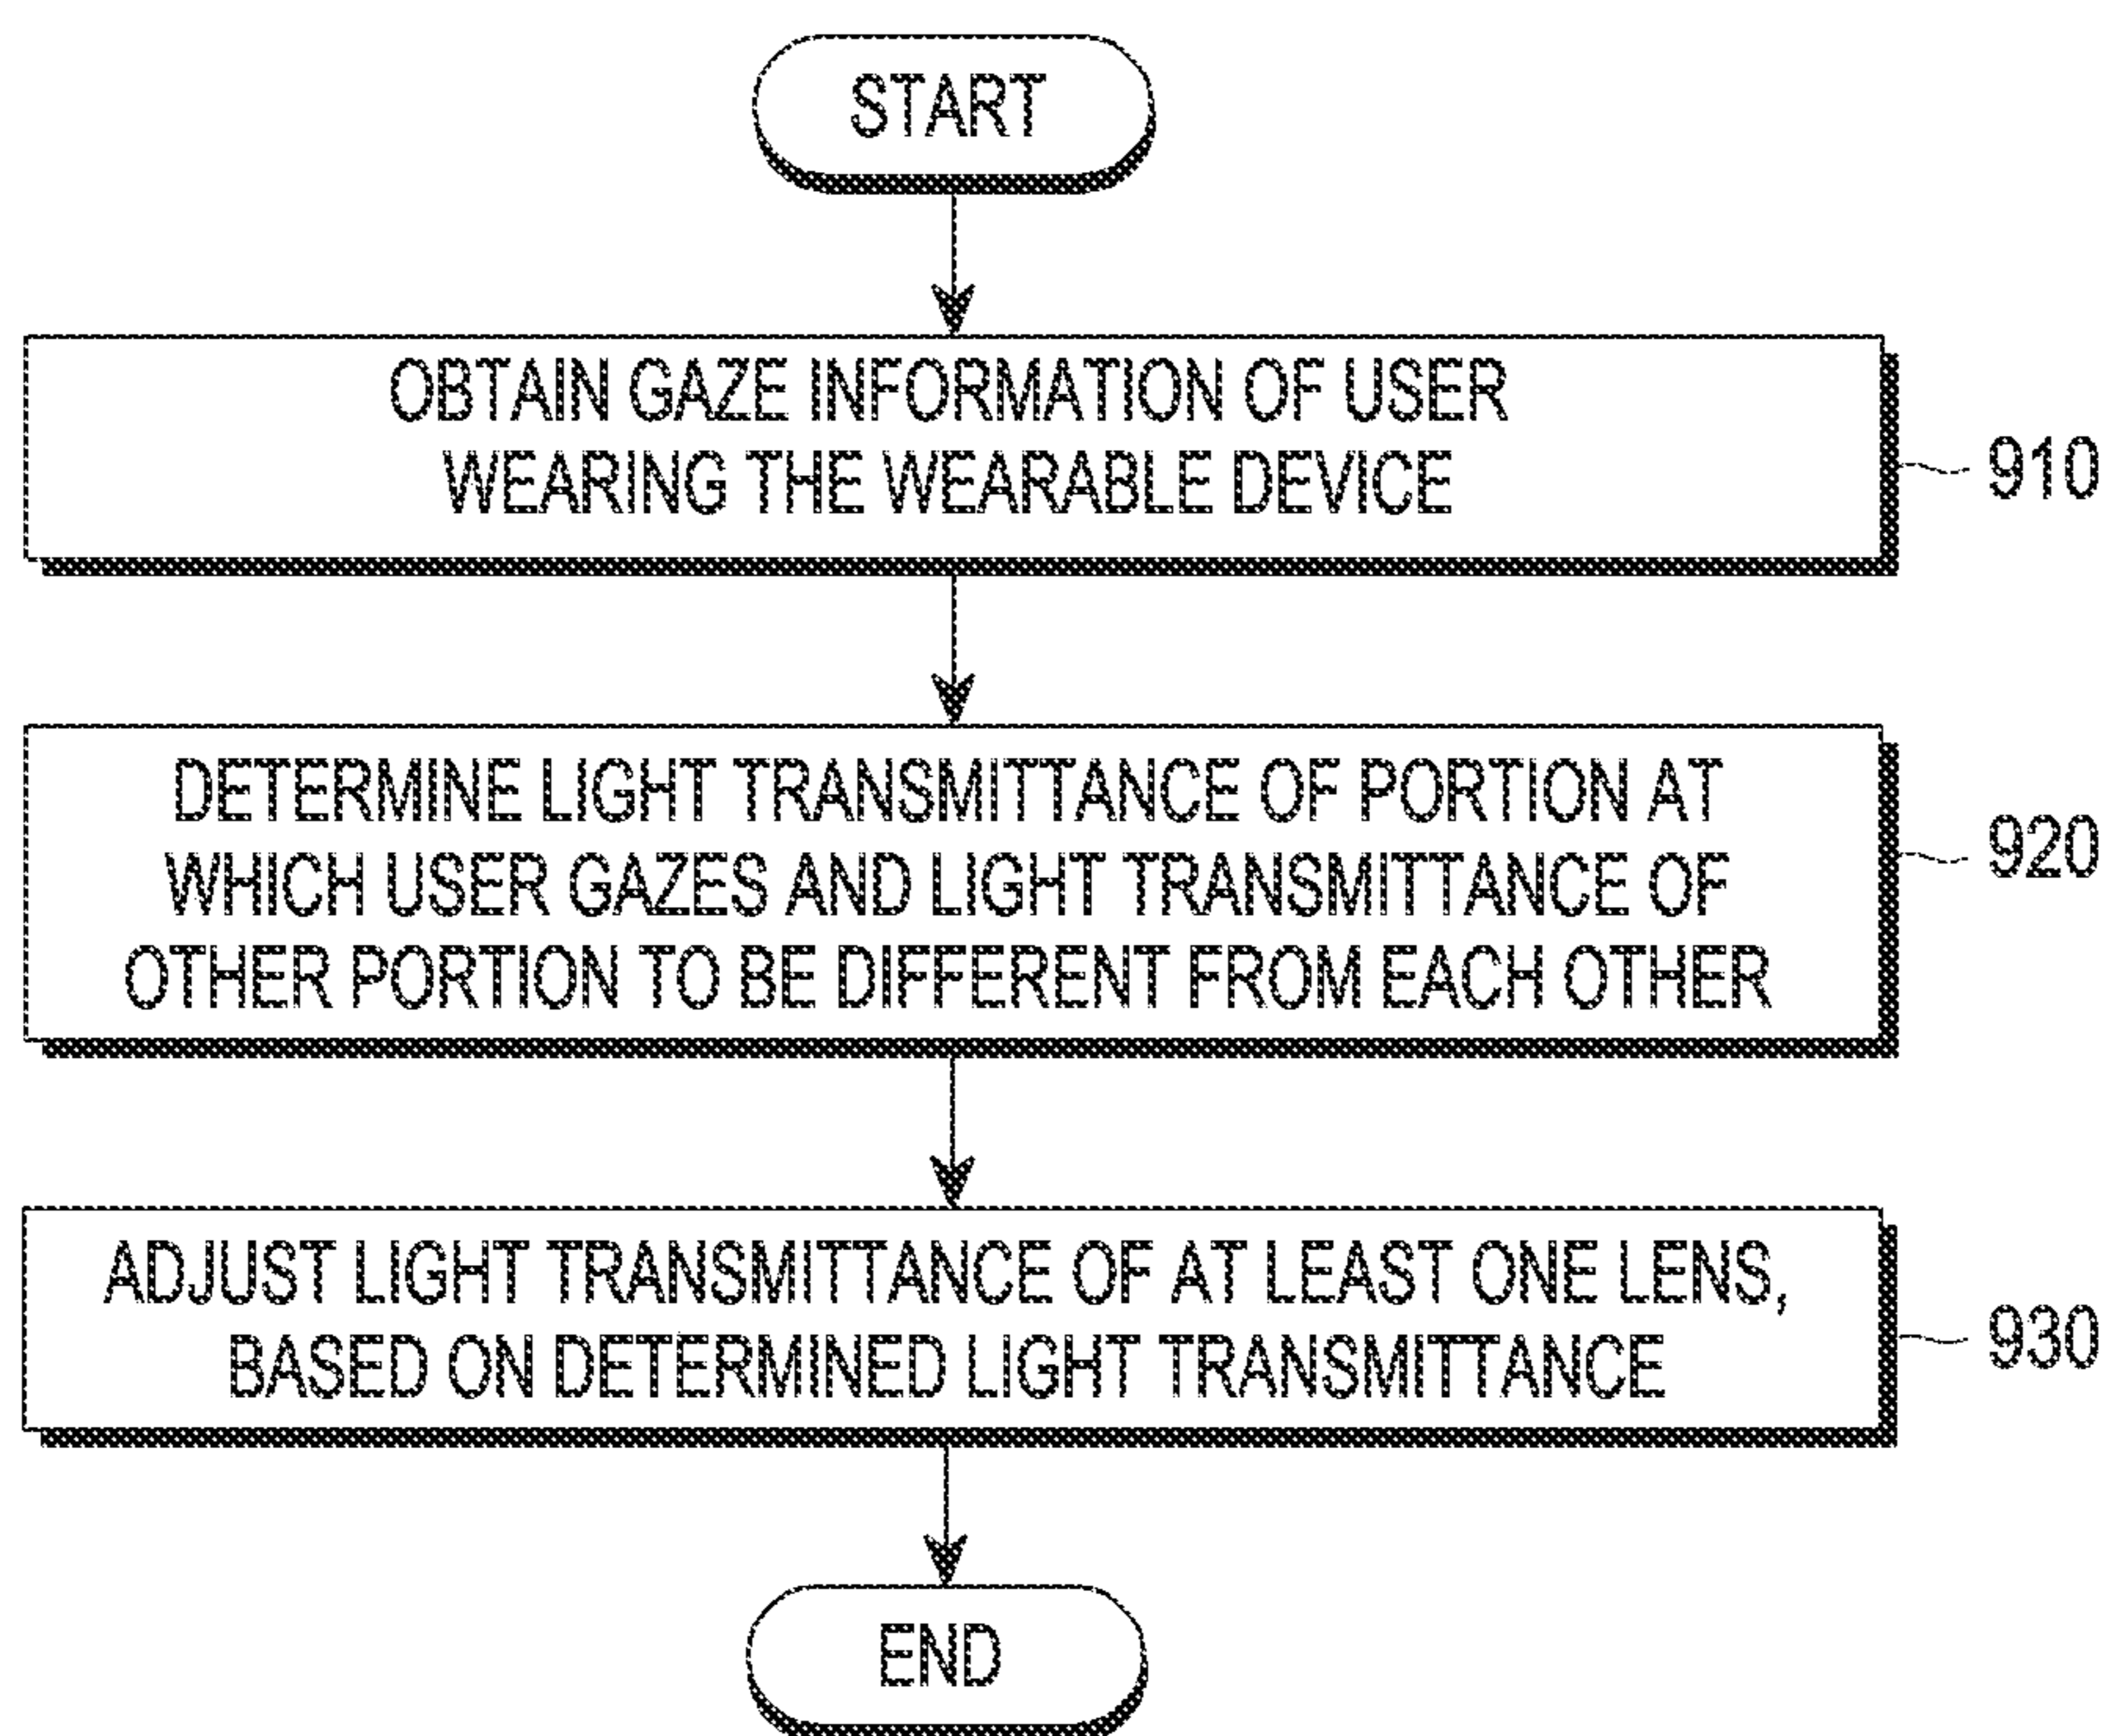 START
OBTAIN GAZE INFORMATION OF USER
WEARING THE WEARABLE DEVICE
910
DETERMINE LIGHT TRANSMITTANCE OF PORTION AT
WHICH USER GAZES AND LIGHT TRANSMITTANCE OF
OTHER PORTION TO BE DIFFERENT FROM EACH OTHER
920
ADJUST LIGHT TRANSMITTANCE OF AT LEAST ONE LENS,
BASED ON DETERMINED LIGHT TRANSMITTANCE
930
END